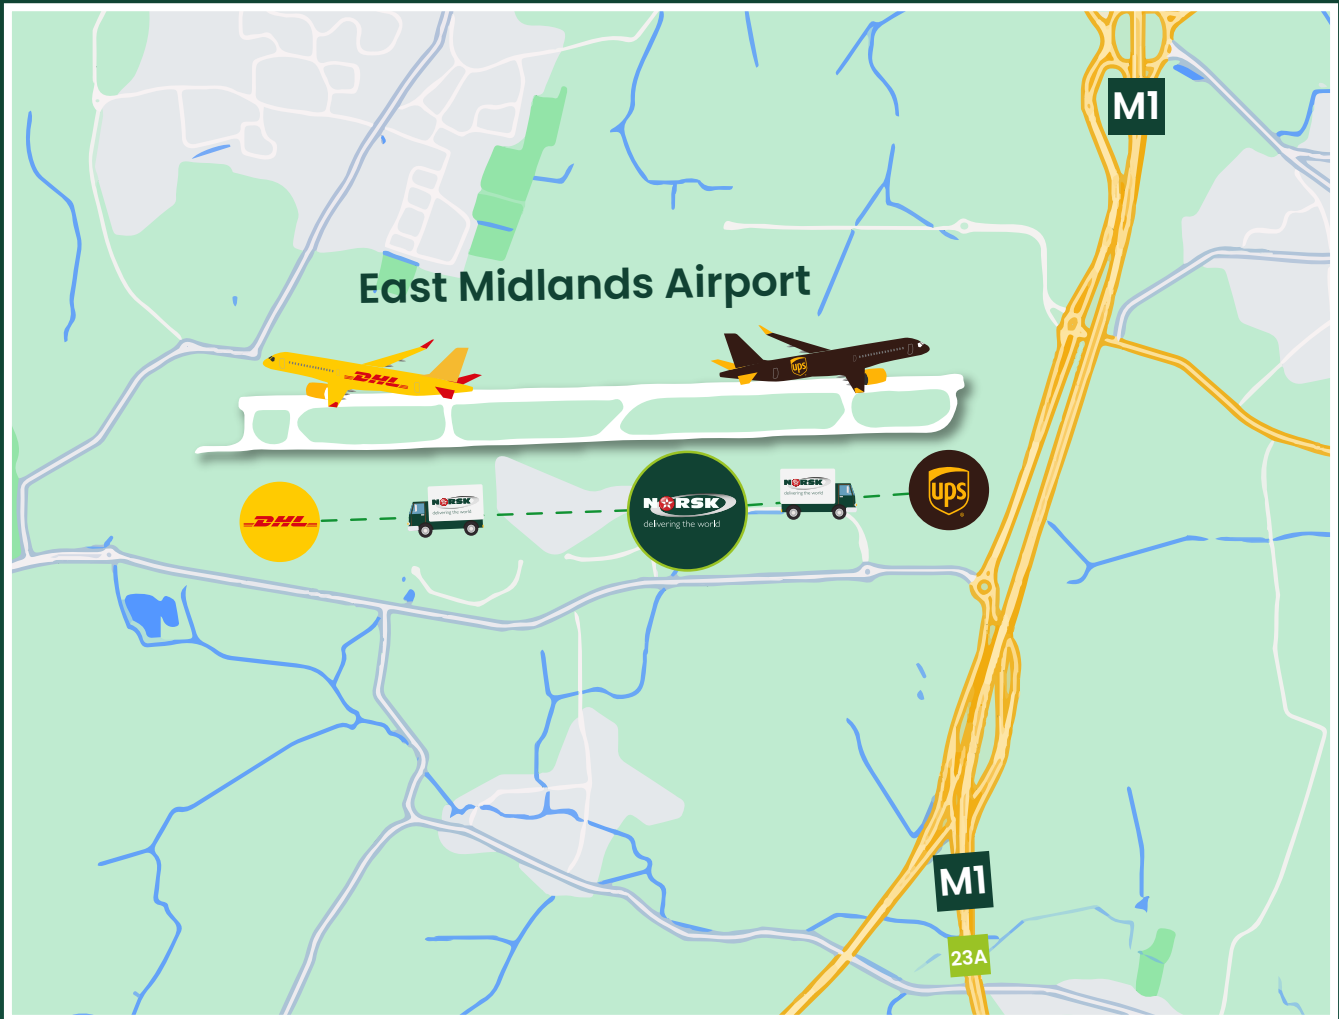 M1
East Midlands Airport
DHL
ups
NORSK
delivering the world
NORSK
delivering the world
NORSK
delivering the world
DHL
ups
M1
23A